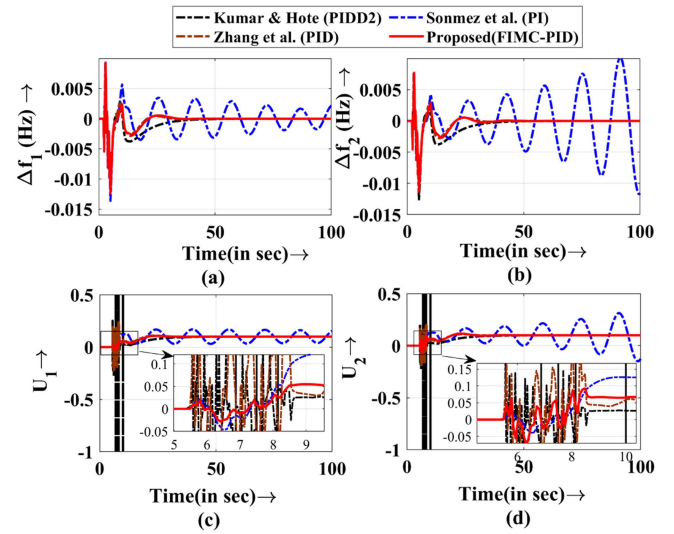 Kumar & Hote (PIDD2) Sonmez et al. (PI)
Zhang et al. (PID) Proposed(FIMC-PID)
Δf1 (Hz) →
0.005
0
-0.005
-0.01
-0.015
0 50 100
Time(in sec)→
(a)
Δf2 (Hz) →
0.005
0
-0.005
-0.01
-0.015
0 50 100
Time(in sec)→
(b)
U1→
0.5
0
-0.5
-1
0 50 100
0.1
0.05
0
-0.05
5 6 7 8 9
Time(in sec)→
(c)
U2→
0.5
0
-0.5
-1
0 50 100
0.15
0.1
0.05
0
-0.05
6 8 10
Time(in sec)→
(d)